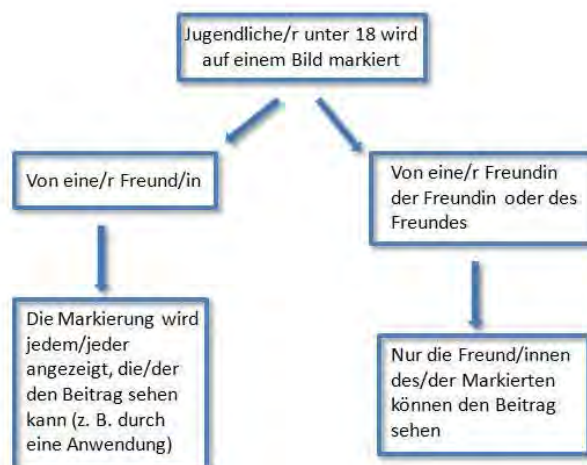 Jugendliche/r unter 18 wird
auf einem Bild markiert
Von eine/r Freund/in
Von eine/r Freundin
der Freundin oder des
Freundes
Die Markierung wird
jedem/jeder
angezeigt, die/der
den Beitrag sehen
kann (z. B. durch
eine Anwendung)
Nur die Freund/innen
des/der Markierten
können den Beitrag
sehen